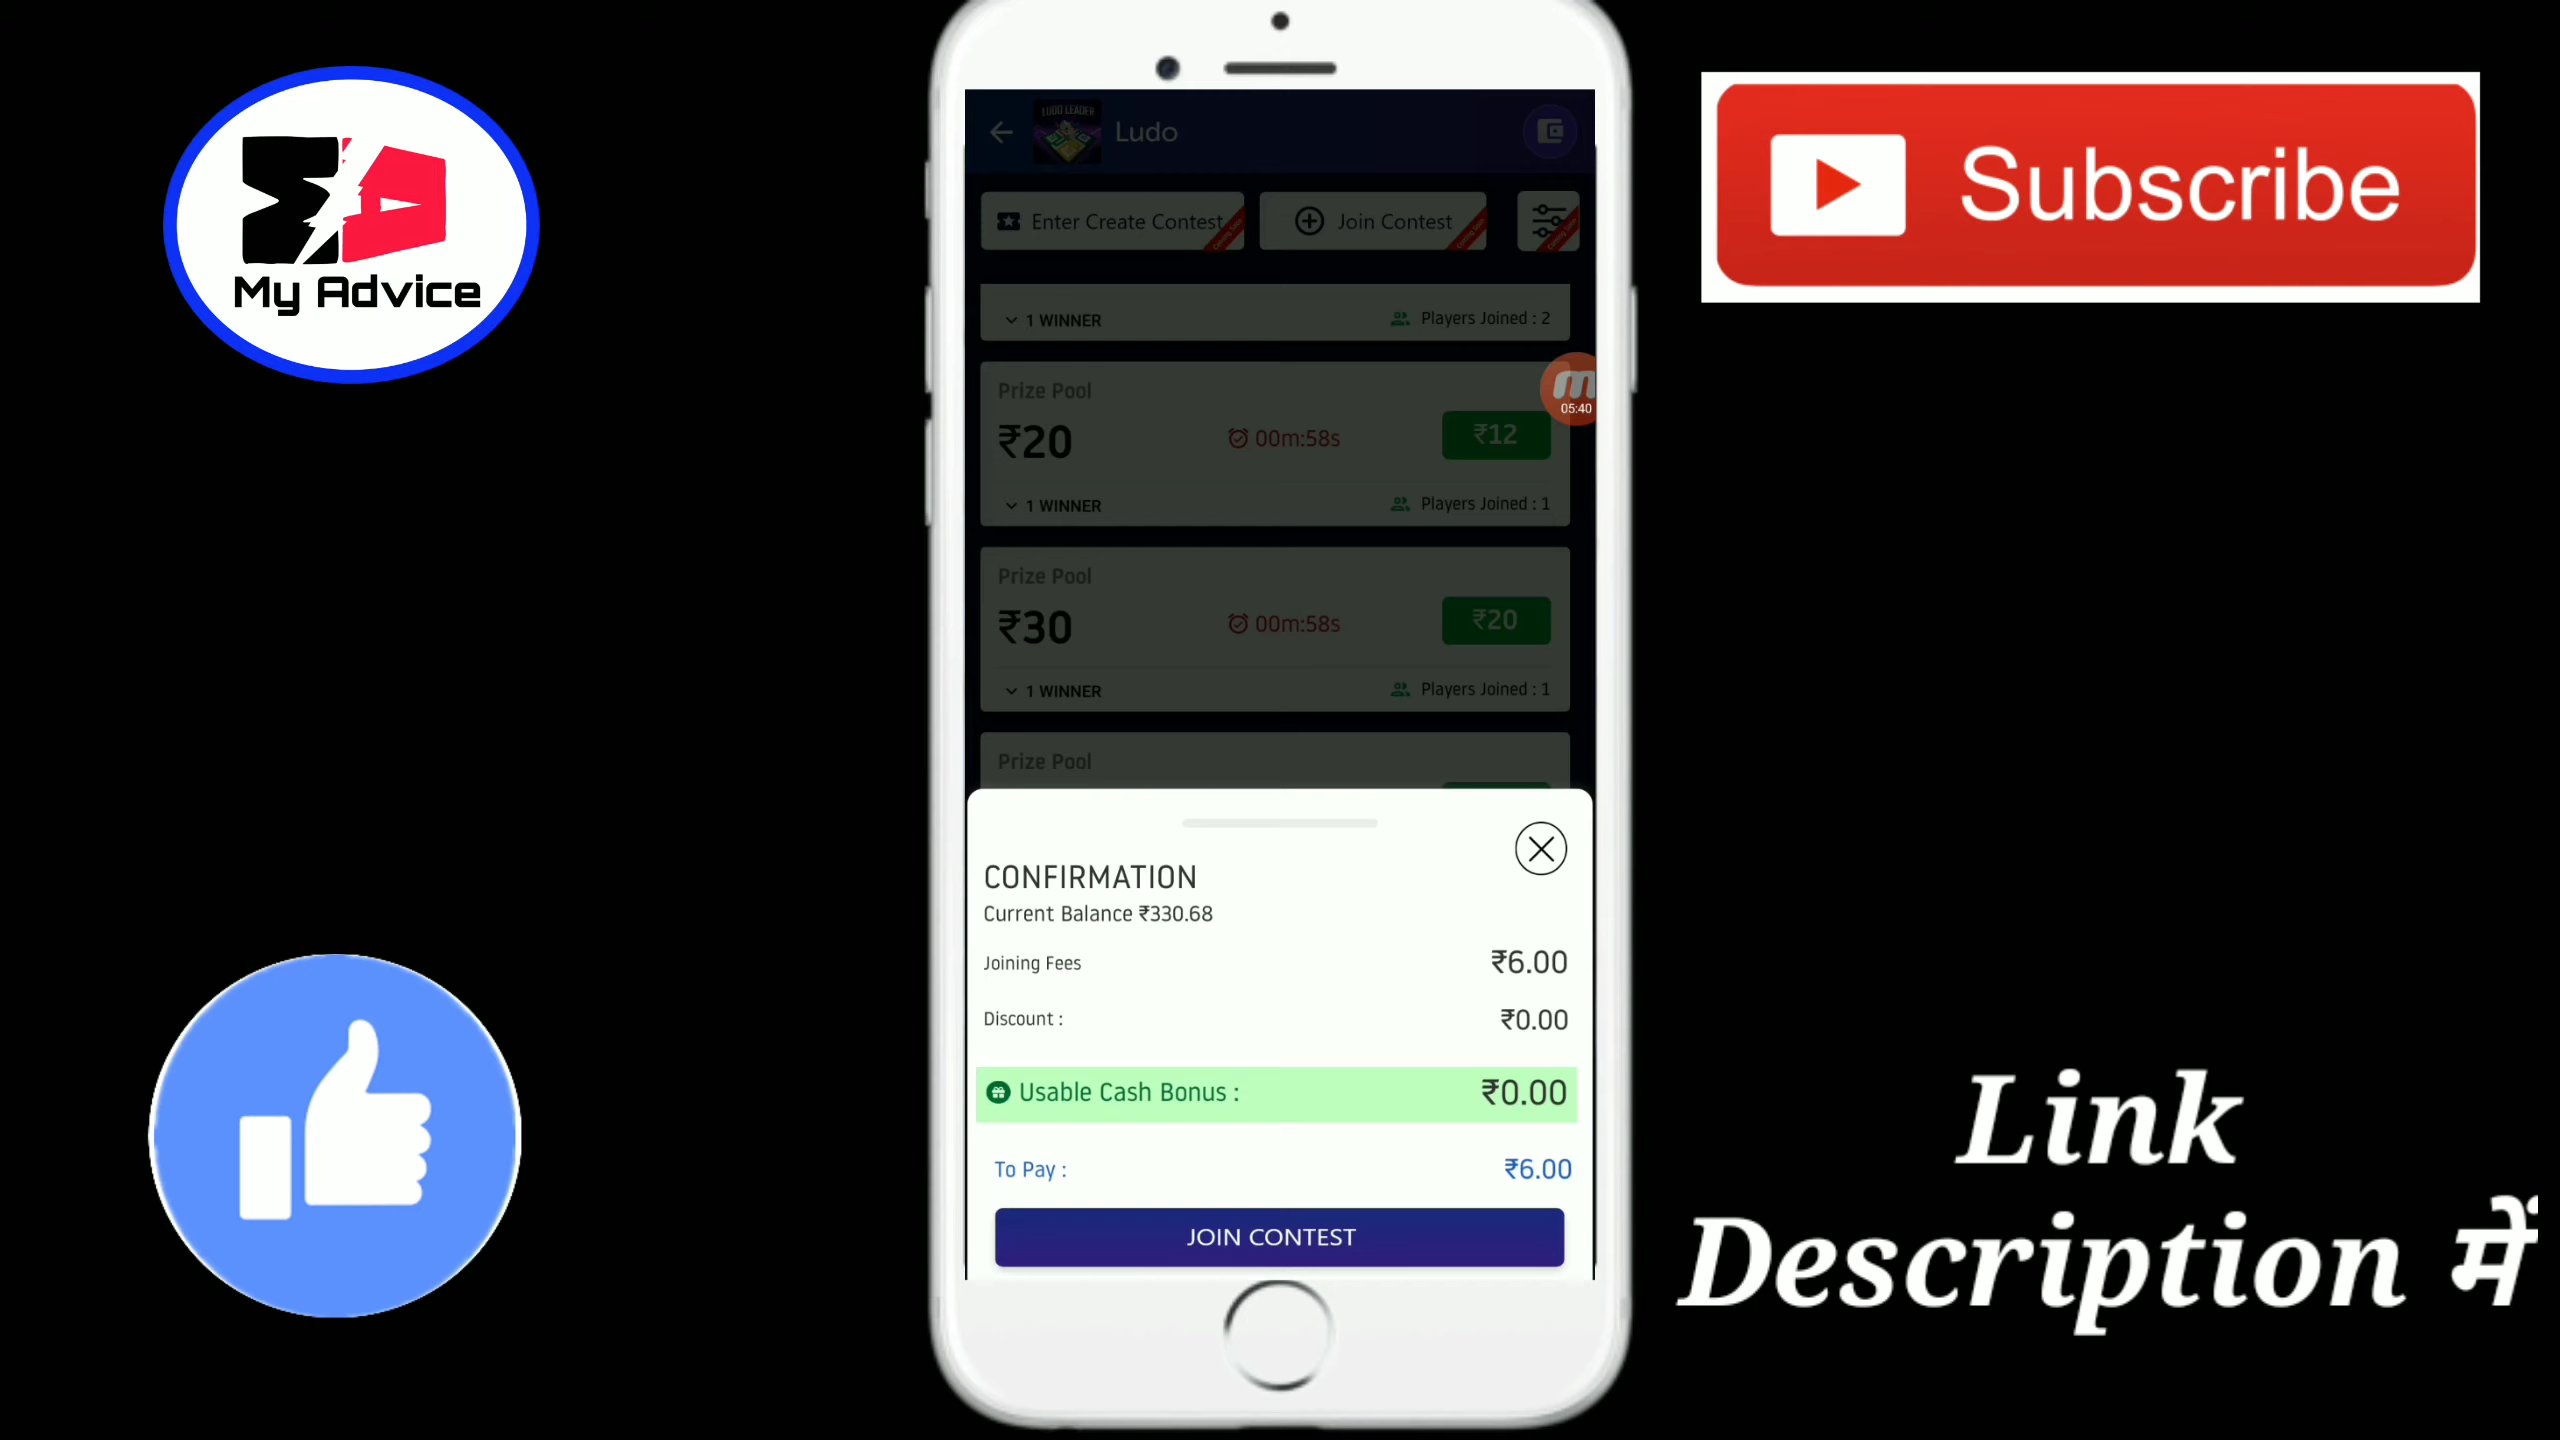 My Advice
LUDO LEADER
Ludo
Enter Create Contest
Join Contest
1 WINNER
Players Joined : 2
Prize Pool
₹20
00m:58s
₹12
05:40
1 WINNER
Players Joined : 1
Prize Pool
₹30
00m:58s
₹20
1 WINNER
Players Joined : 1
Prize Pool
CONFIRMATION
Current Balance ₹330.68
Joining Fees
₹6.00
Discount :
₹0.00
Usable Cash Bonus :
₹0.00
To Pay :
₹6.00
JOIN CONTEST
Subscribe
Link
Description में